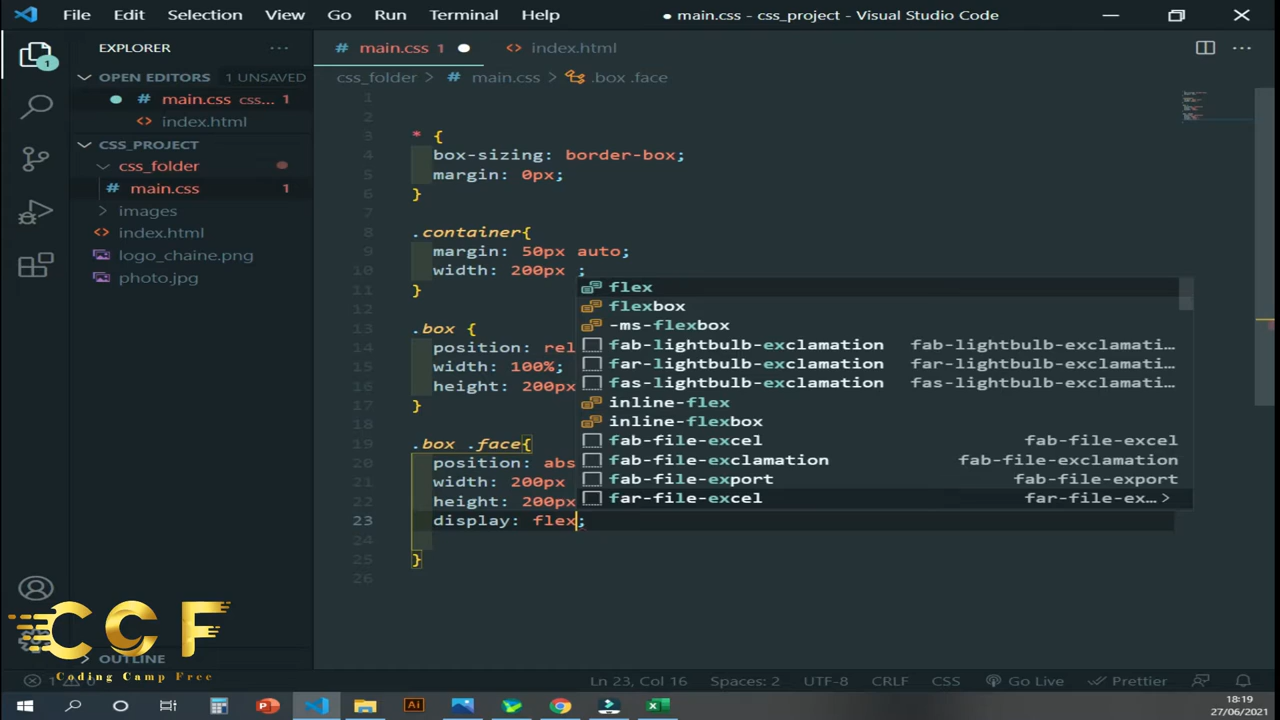 File Edit Selection View Go Run Terminal Help
● main.css - css_project - Visual Studio Code
EXPLORER
OPEN EDITORS 1 UNSAVED
# main.css css... 1
<> index.html
CSS_PROJECT
css_folder
# main.css 1
images
<> index.html
logo_chaine.png
photo.jpg
OUTLINE
1
# main.css 1 ●
<> index.html
css_folder > # main.css > .box .face
1
2
3 * {
4 box-sizing: border-box;
5 margin: 0px;
6 }
7
8 .container{
9 margin: 50px auto;
10 width: 200px ;
11 }
12
13 .box {
14 position: rel
15 width: 100%;
16 height: 200px
17 }
18
19 .box .face{
20 position: abs
21 width: 200px
22 height: 200px
23 display: flex;
24
25 }
26
flex
flexbox
-ms-flexbox
fab-lightbulb-exclamation fab-lightbulb-exclamati...
far-lightbulb-exclamation far-lightbulb-exclamati...
fas-lightbulb-exclamation fas-lightbulb-exclamati...
inline-flex
inline-flexbox
fab-file-excel fab-file-excel
fab-file-exclamation fab-file-exclamation
fab-file-export fab-file-export
far-file-excel far-file-ex... >
CCF
Coding Camp Free
1
Ln 23, Col 16 Spaces: 2 UTF-8 CRLF CSS Go Live Prettier
Ai
18:19
27/06/2021